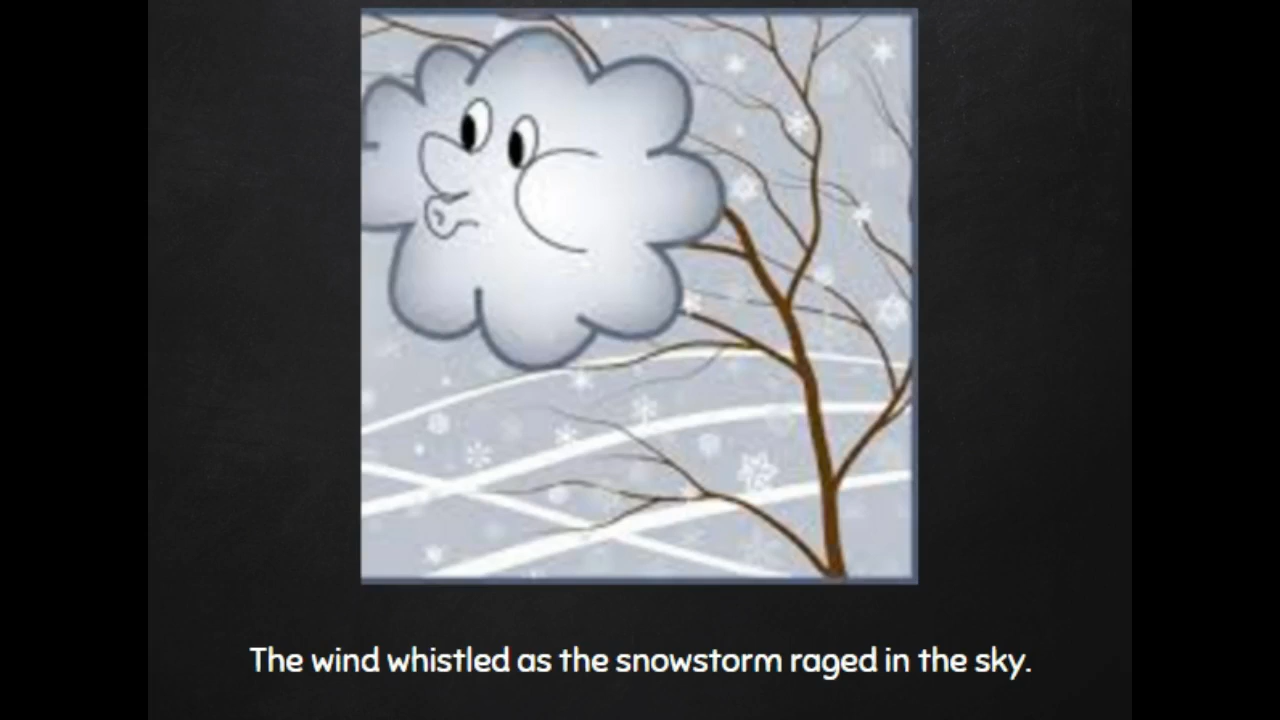 The wind whistled as the snowstorm raged in the sky.